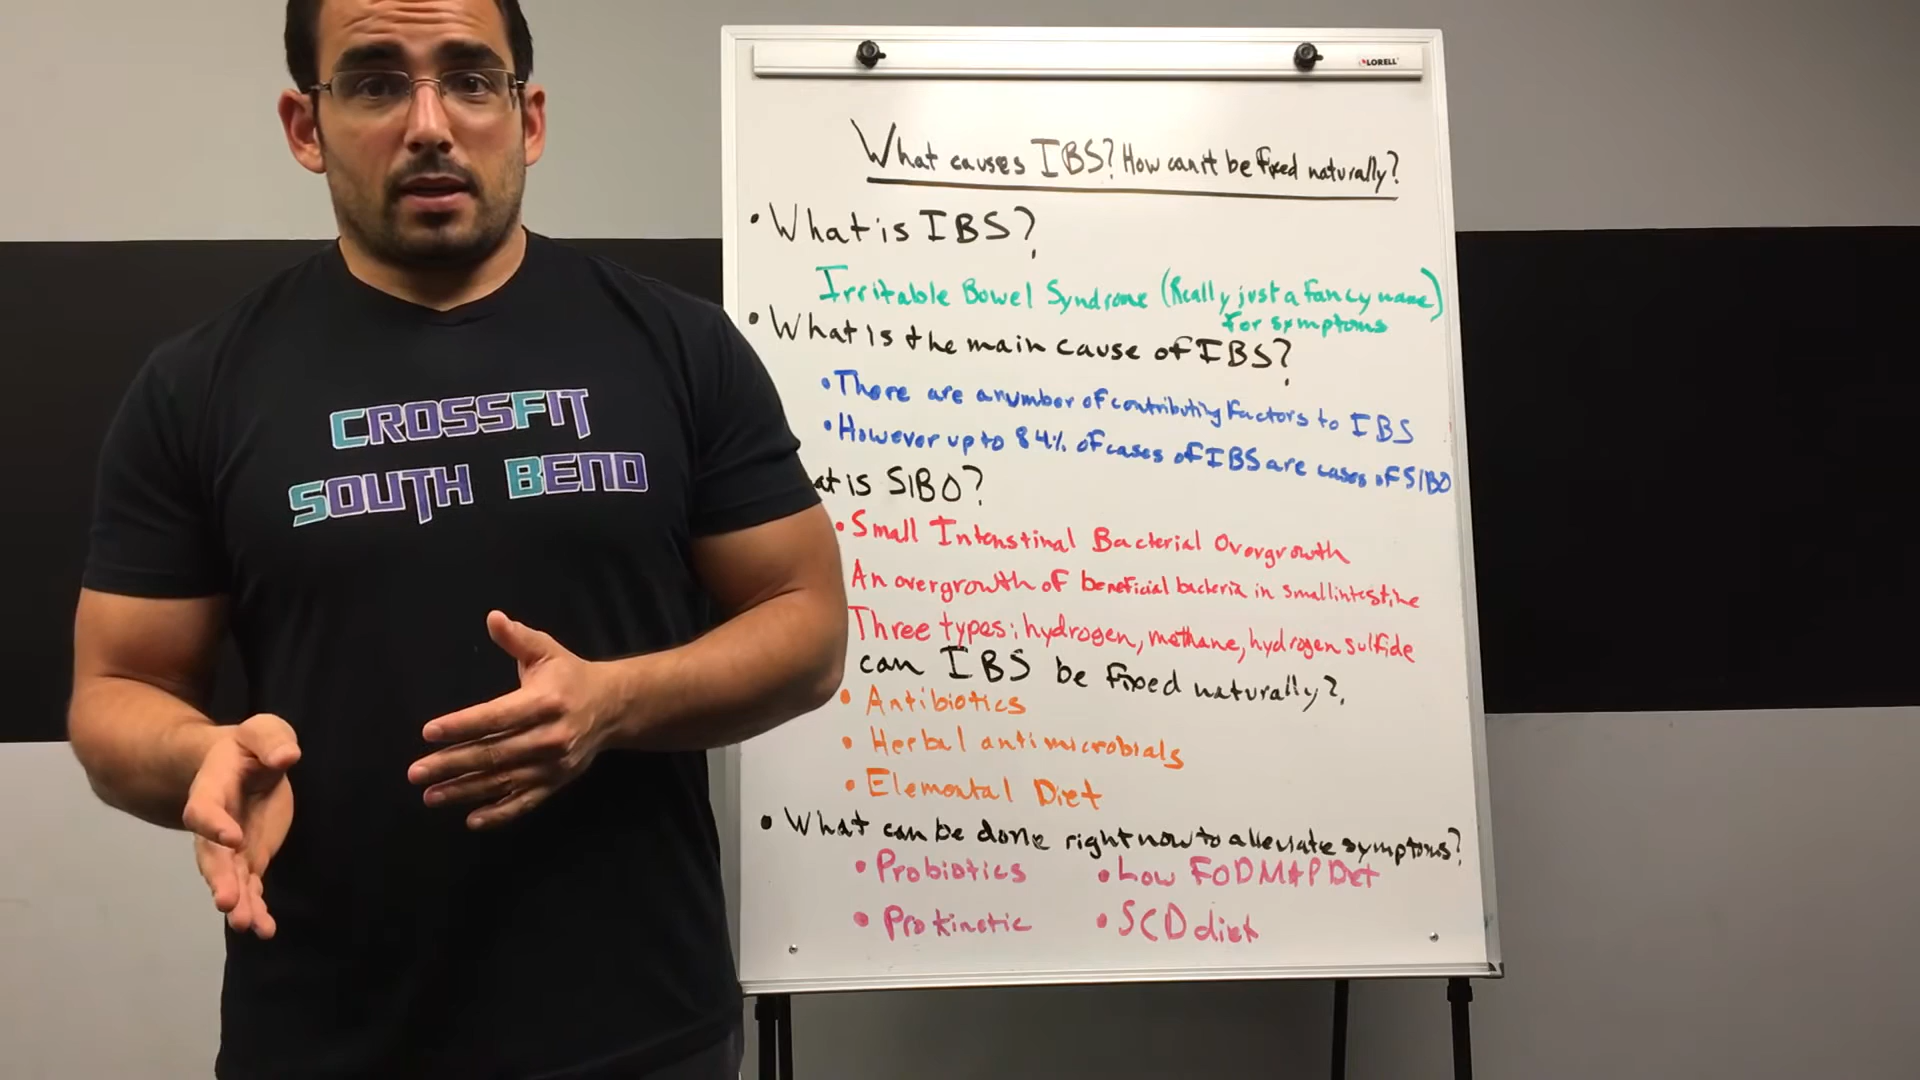 LORELL
What causes IBS? How can it be fixed naturally?
• What is IBS?
Irritable Bowel Syndrome (Really just a fancy name)
for symptoms
• What is the main cause of IBS?
• There are a number of contributing factors to IBS
• However up to 84% of cases of IBS are cases of SIBO
at is SIBO?
• Small Intenstinal Bacterial Overgrowth
An overgrowth of beneficial bacteria in small intestine
Three types: hydrogen, methane, hydrogen sulfide
can IBS be fixed naturally?
• Antibiotics
• Herbal antimicrobials
• Elemental Diet
• What can be done right now to alleviate symptoms?
• Probiotics • Low FODMAP Diet
• Prokinetic • SCD diet
CROSSFIT
SOUTH BEND